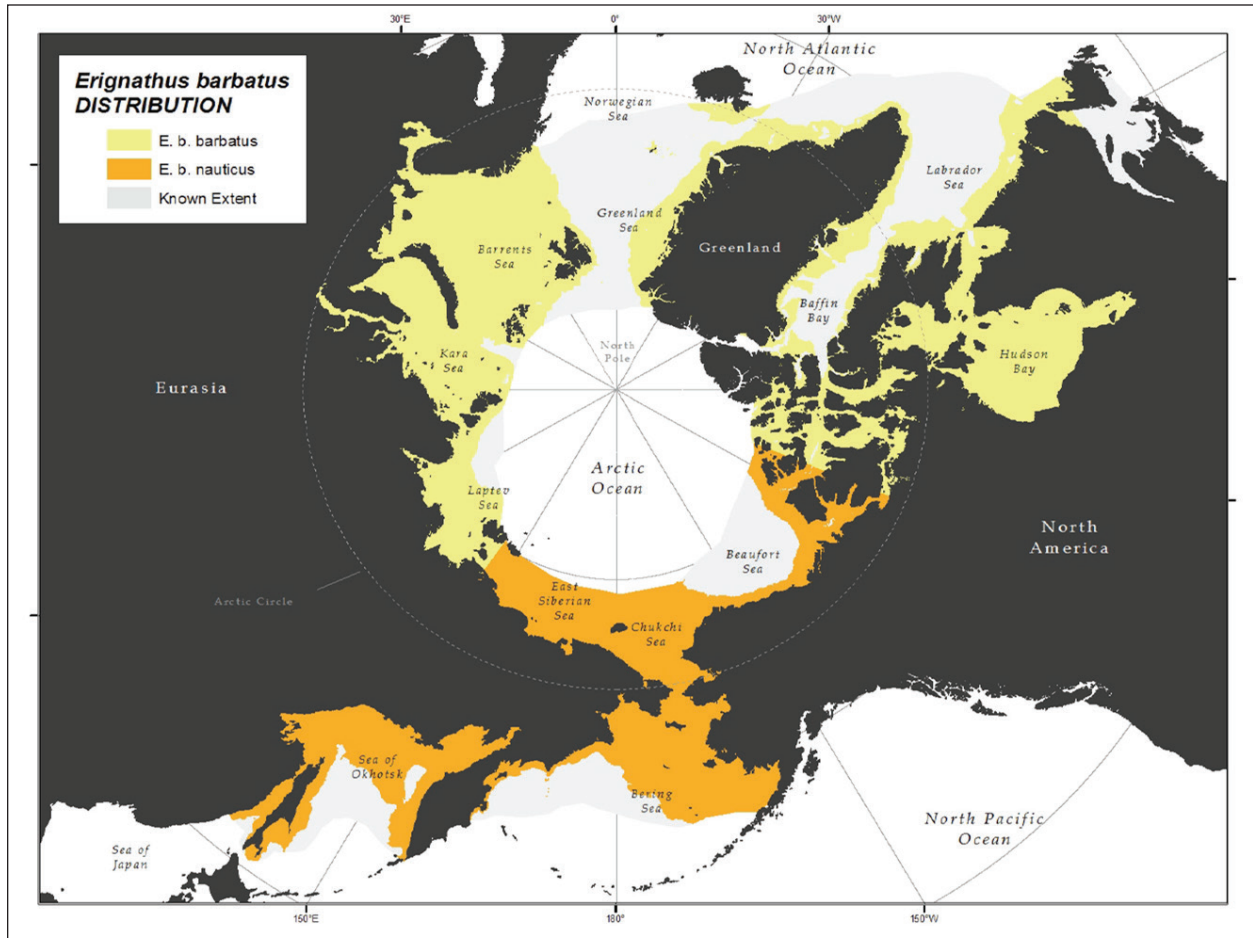 30°E
0°
30°W
Erignathus barbatus
DISTRIBUTION
E. b. barbatus
E. b. nauticus
Known Extent
North Atlantic
Ocean
Norwegian
Sea
Labrador
Sea
Greenland
Sea
Greenland
Barrents
Sea
Baffin
Bay
North
Pole
Kara
Sea
Hudson
Bay
Eurasia
Arctic
Ocean
Laptev
Sea
North
America
Beaufort
Sea
East
Siberian
Sea
Arctic Circle
Chukchi
Sea
Sea of
Okhotsk
Bering
Sea
North Pacific
Ocean
Sea of
Japan
150°E
180°
150°W